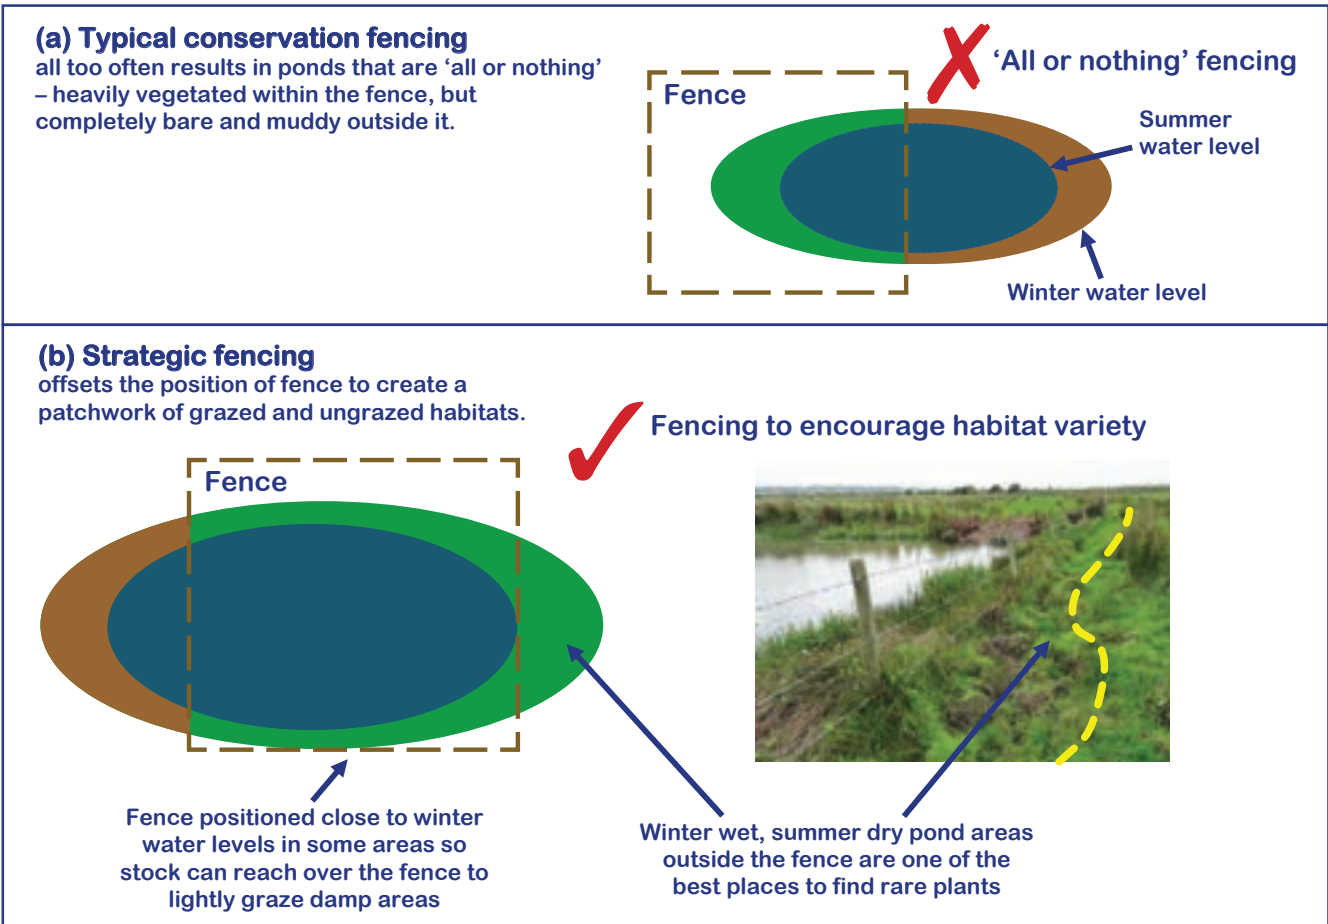 (a) Typical conservation fencing
all too often results in ponds that are ‘all or nothing’
– heavily vegetated within the fence, but
completely bare and muddy outside it.
‘All or nothing’ fencing
Fence
Summer
water level
Winter water level
(b) Strategic fencing
offsets the position of fence to create a
patchwork of grazed and ungrazed habitats.
Fencing to encourage habitat variety
Fence
Fence positioned close to winter
water levels in some areas so
stock can reach over the fence to
lightly graze damp areas
Winter wet, summer dry pond areas
outside the fence are one of the
best places to find rare plants